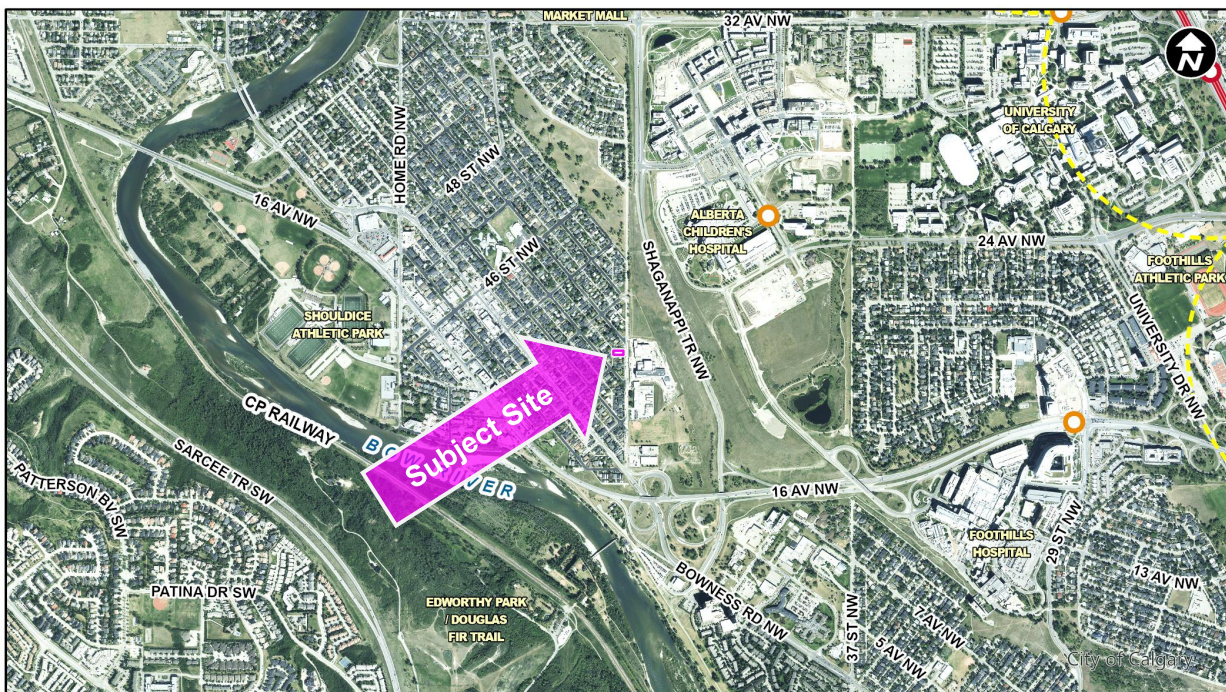 MARKET MALL
32 AV NW
N
UNIVERSITY
OF CALGARY
HOME RD NW
48 ST NW
16 AV NW
ALBERTA
CHILDREN'S
HOSPITAL
24 AV NW
46 ST NW
SHAGANAPPI TR NW
FOOTHILLS
ATHLETIC PARK
SHOULDICE
ATHLETIC PARK
UNIVERSITY DR NW
Subject Site
CP RAILWAY
BOW RIVER
SARCEE TR SW
PATTERSON BV SW
16 AV NW
FOOTHILLS
HOSPITAL
29 ST NW
BOWNESS RD NW
13 AV NW
PATINA DR SW
EDWORTHY PARK
/ DOUGLAS
FIR TRAIL
37 ST NW
7 AV NW
5 AV NW
City of Calgary